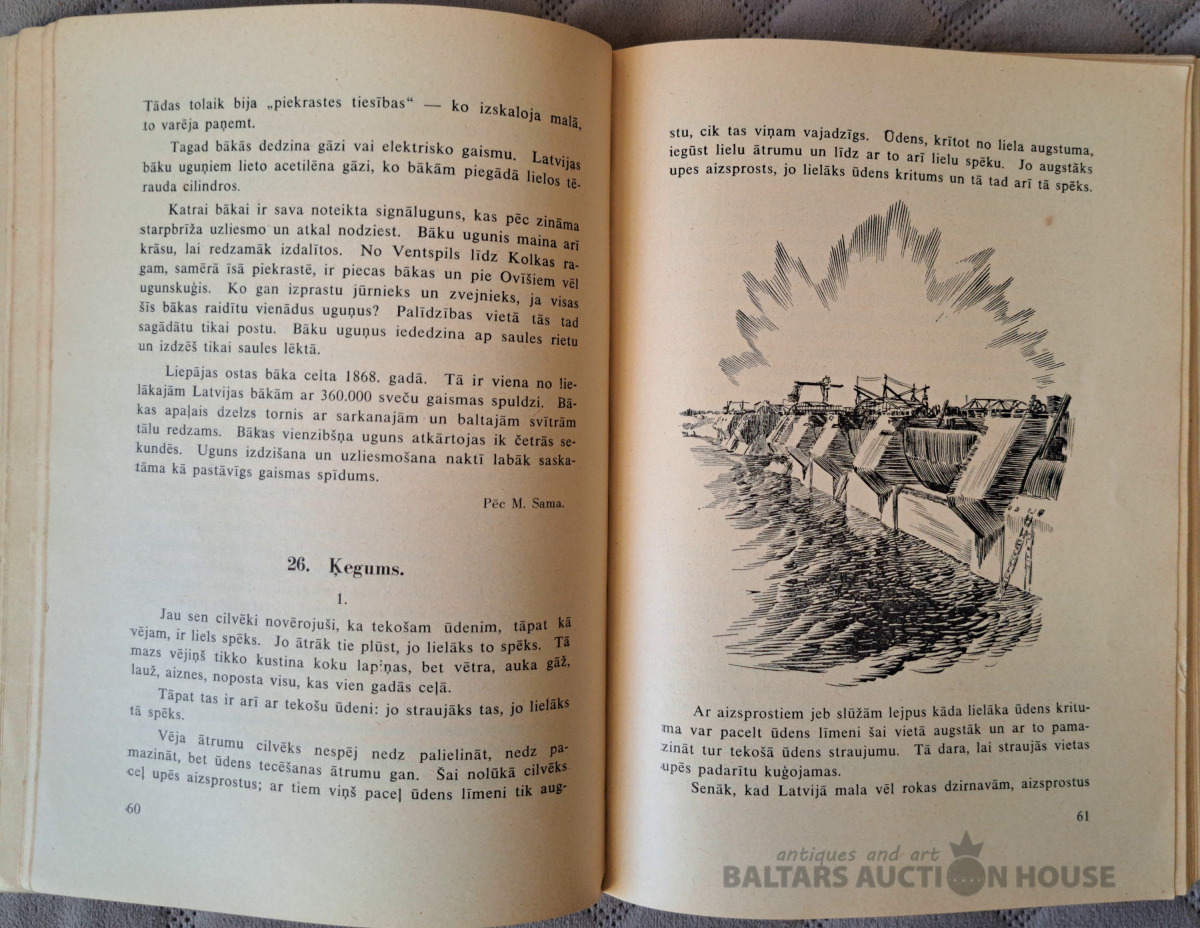 Tādas tolaik bija „piekrastes tiesības“ — ko izskaloja malā,
to varēja paņemt.
Tagad bākās dedzina gāzi vai elektrisko gaismu. Latvijas
bāku uguņiem lieto acetilēna gāzi, ko bākām piegādā lielos tē-
rauda cilindros.
Katrai bākai ir sava noteikta signāluguns, kas pēc zināma
starpbrīža uzliesmo un atkal nodziest. Bāku ugunis maina arī
krāsu, lai redzamāk izdalītos. No Ventspils līdz Kolkas ra-
gam, samērā īsā piekrastē, ir piecas bākas un pie Ovīšiem vēl
ugunskuģis. Ko gan izprastu jūrnieks un zvejnieks, ja visas
šīs bākas raidītu vienādus uguņus? Palīdzības vietā tās tad
sagādātu tikai postu. Bāku uguņus iededzina ap saules rietu
un izdzēš tikai saules lēktā.
Liepājas ostas bāka celta 1868. gadā. Tā ir viena no lie-
lākajām Latvijas bākām ar 360.000 sveču gaismas spuldzi. Bā-
kas apaļais dzelzs tornis ar sarkanajām un baltajām svītrām
tālu redzams. Bākas vienzibšņa uguns atkārtojas ik četrās se-
kundēs. Uguns izdzišana un uzliesmošana naktī labāk saska-
tāma kā pastāvīgs gaismas spīdums.
Pēc M. Sama.
26. Ķegums.
1.
Jau sen cilvēki novērojuši, ka tekošam ūdenim, tāpat kā
vējam, ir liels spēks. Jo ātrāk tie plūst, jo lielāks to spēks. Tā
mazs vējiņš tikko kustina koku lapiņas, bet vētra, auka gāž,
lauž, aiznes, noposta visu, kas vien gadās ceļā.
Tāpat tas ir arī ar tekošu ūdeni: jo straujāks tas, jo lielāks
tā spēks.
Vēja ātrumu cilvēks nespēj nedz palielināt, nedz pa-
mazināt, bet ūdens tecēšanas ātrumu gan. Šai nolūkā cilvēks
ceļ upēs aizsprostus; ar tiem viņš paceļ ūdens līmeni tik aug-
60
stu, cik tas viņam vajadzīgs. Ūdens, krītot no liela augstuma,
iegūst lielu ātrumu un līdz ar to arī lielu spēku. Jo augstāks
upes aizsprosts, jo lielāks ūdens kritums un tā tad arī tā spēks.
Ar aizsprostiem jeb slūžām lejpus kāda lielāka ūdens kritu-
ma var pacelt ūdens līmeni šai vietā augstāk un ar to pama-
zināt tur tekošā ūdens straujumu. Tā dara, lai straujās vietas
upēs padarītu kuģojamas.
Senāk, kad Latvijā mala vēl rokas dzirnavām, aizsprostus
61
antiques and art
BALTARS AUCTION HOUSE